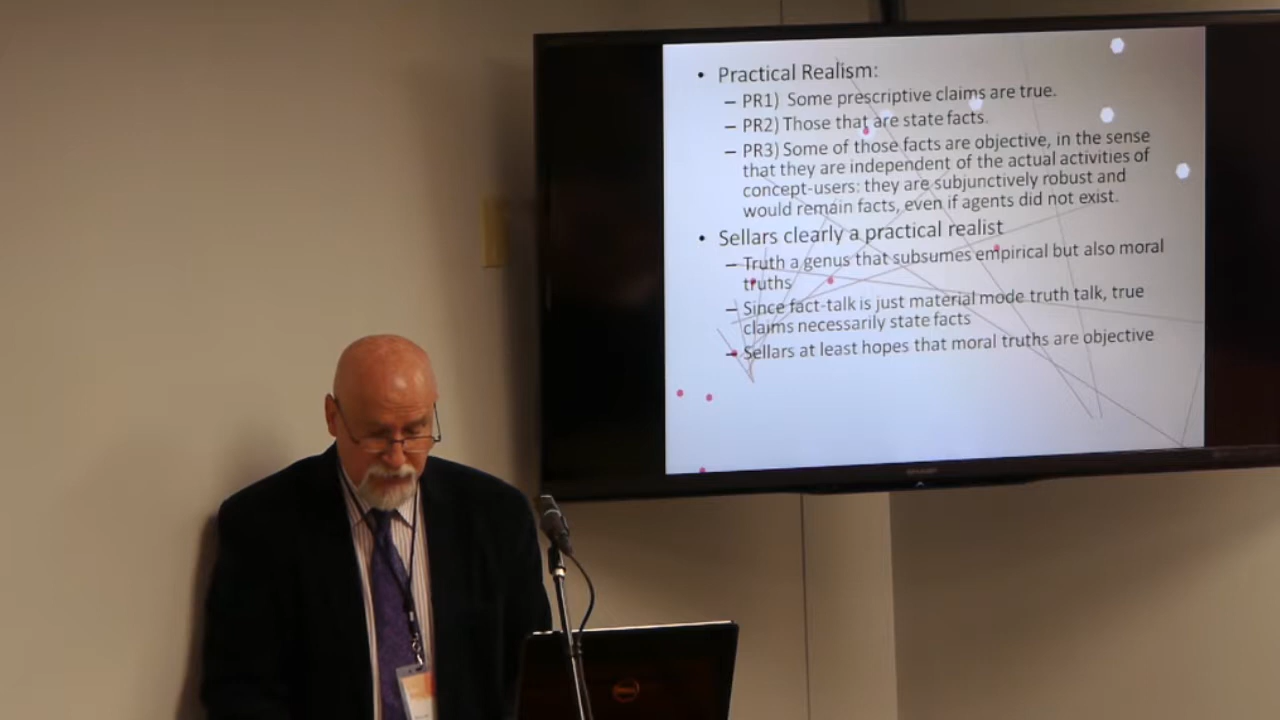 • Practical Realism:
– PR1) Some prescriptive claims are true.
– PR2) Those that are state facts.
– PR3) Some of those facts are objective, in the sense
that they are independent of the actual activities of
concept-users: they are subjunctively robust and
would remain facts, even if agents did not exist.
• Sellars clearly a practical realist
– Truth a genus that subsumes empirical but also moral
truths
– Since fact-talk is just material mode truth talk, true
claims necessarily state facts
– Sellars at least hopes that moral truths are objective
SHARP
DELL